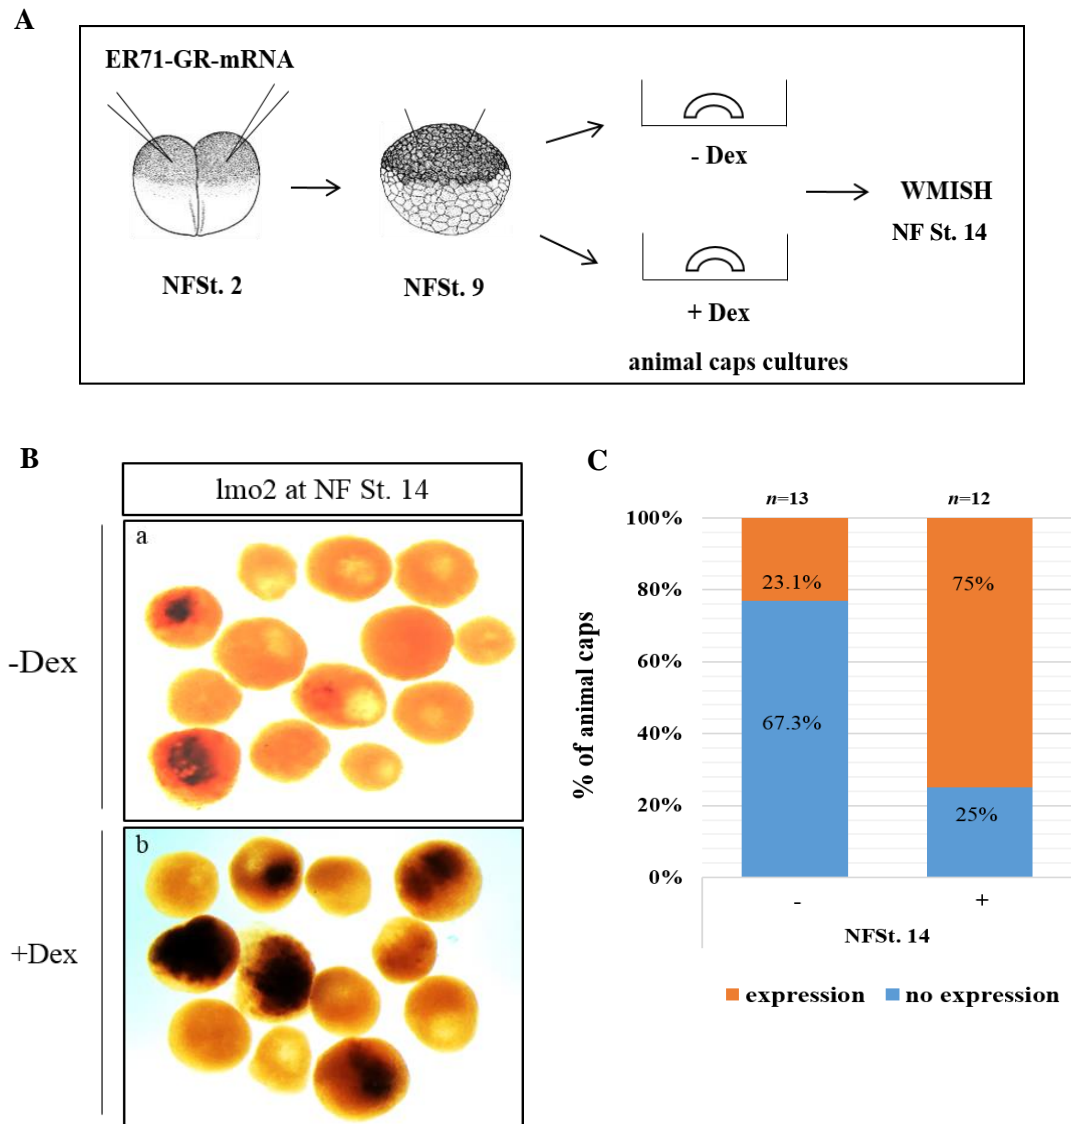 A
ER71-GR-mRNA
NFSt. 2
NFSt. 9
- Dex
+ Dex
animal caps cultures
WMISH
NF St. 14
B
lmo2 at NF St. 14
-Dex
a
+Dex
b
C
n=13
n=12
% of animal caps
100%
80%
60%
40%
20%
0%
23.1%
75%
67.3%
25%
-
+
NFSt. 14
expression
no expression